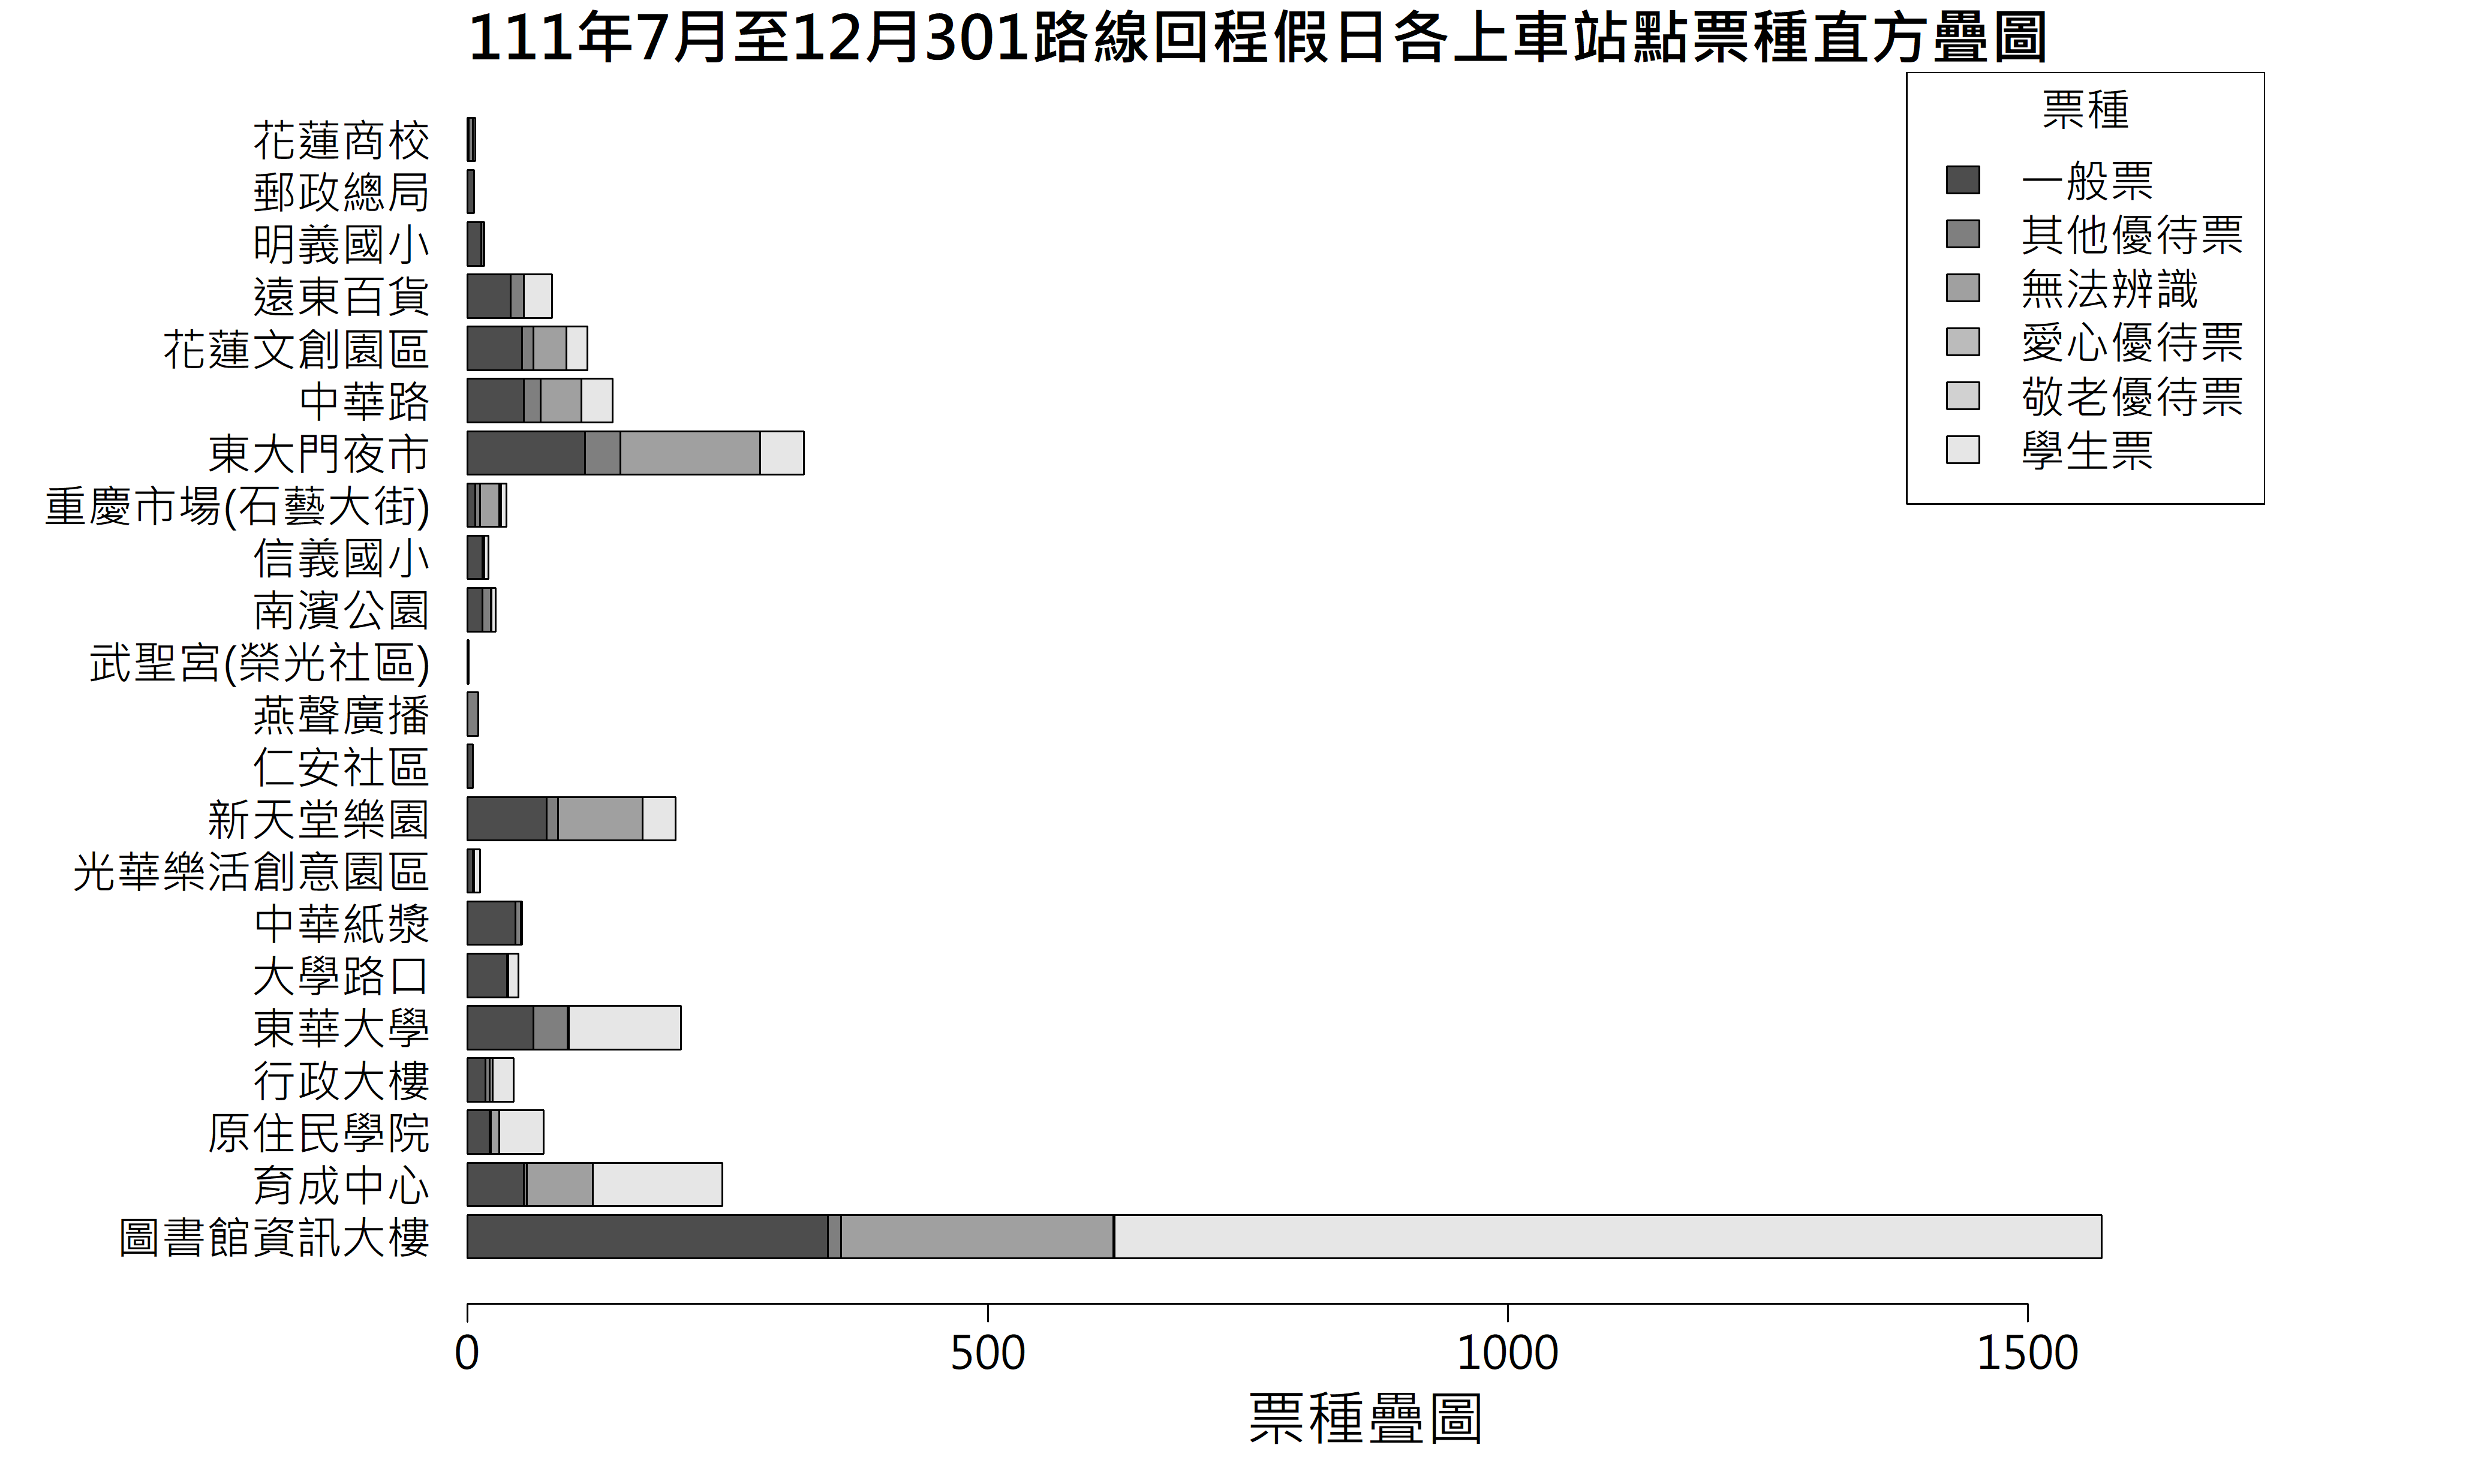 111年7月至12月301路線回程假日各上車站點票種直方疊圖
票種
一般票
其他優待票
無法辨識
愛心優待票
敬老優待票
學生票
花蓮商校
郵政總局
明義國小
遠東百貨
花蓮文創園區
中華路
東大門夜市
重慶市場(石藝大街)
信義國小
南濱公園
武聖宮(榮光社區)
燕聲廣播
仁安社區
新天堂樂園
光華樂活創意園區
中華紙漿
大學路口
東華大學
行政大樓
原住民學院
育成中心
圖書館資訊大樓
0 500 1000 1500
票種疊圖